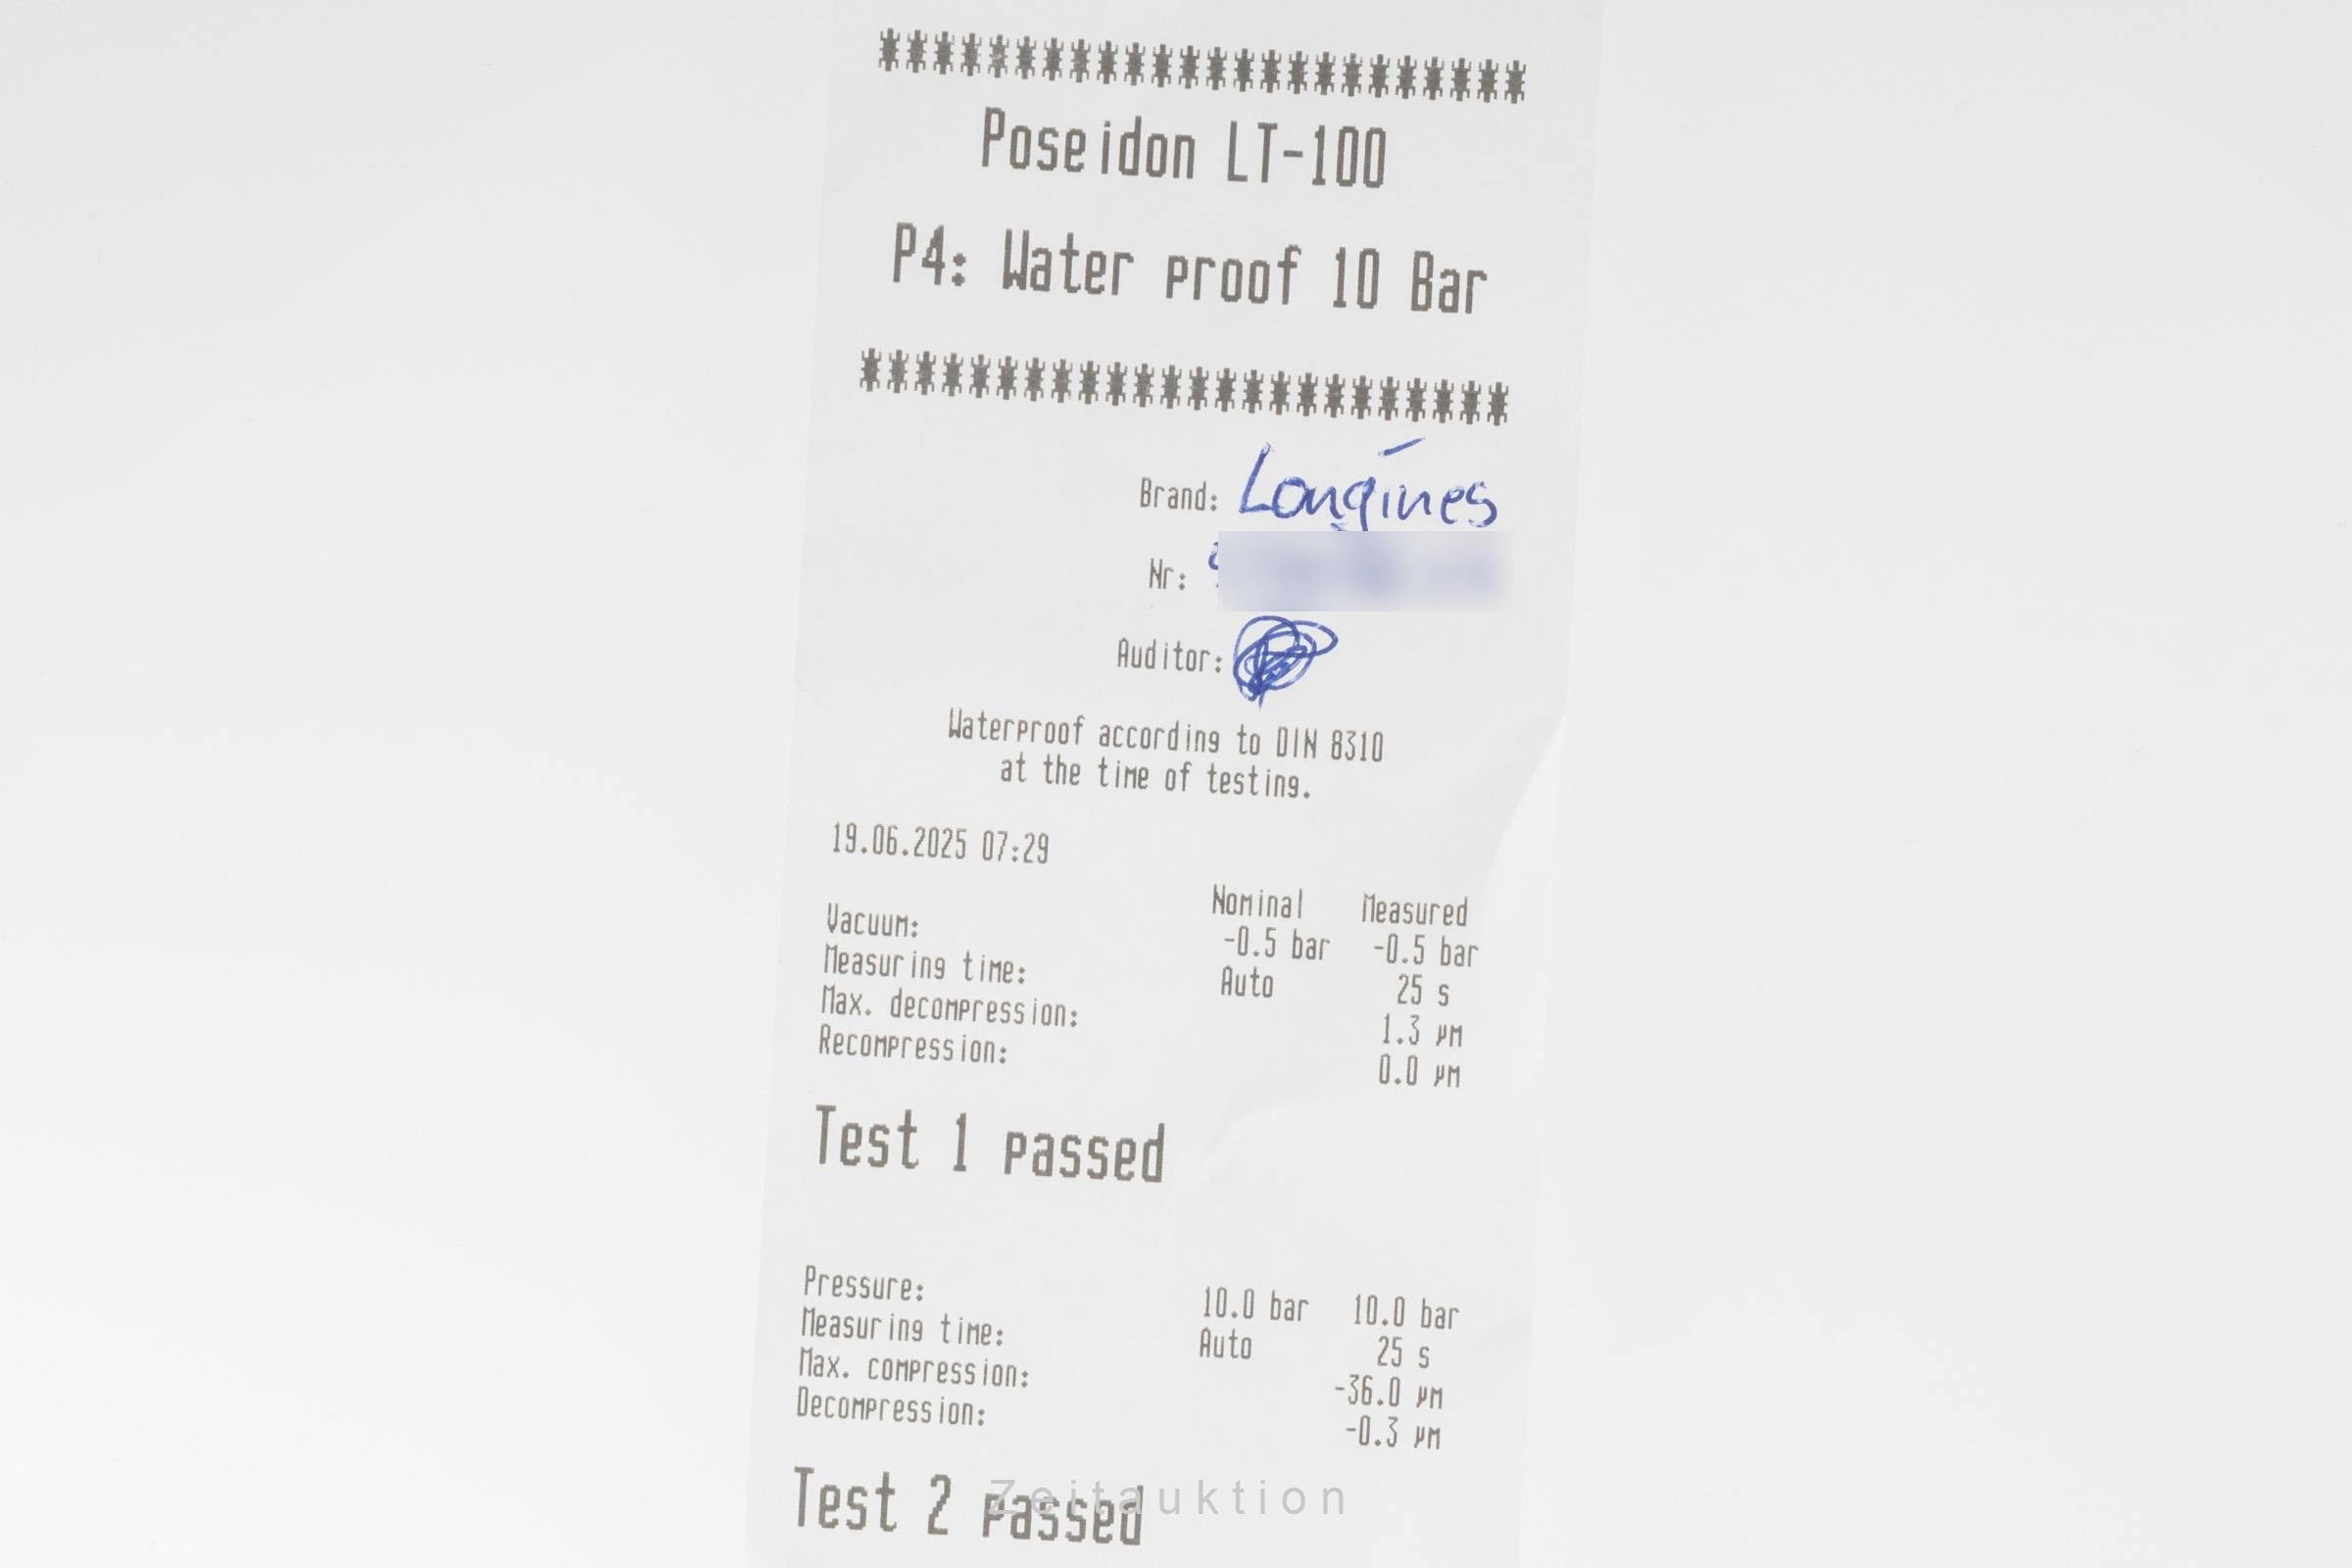 ************************
Poseidon LT-100
P4: Water proof 10 Bar
************************
Brand: Longines
Nr:
Auditor:
Waterproof according to DIN 8310
at the time of testing.
19.06.2025 07:29
Nominal Measured
Vacuum: -0.5 bar -0.5 bar
Measuring time: Auto 25 s
Max. decompression: 1.3 µm
Recompression: 0.0 µm
Test 1 passed
Pressure: 10.0 bar 10.0 bar
Measuring time: Auto 25 s
Max. compression: -36.0 µm
Decompression: -0.3 µm
Test 2 passed
Zeitauktion